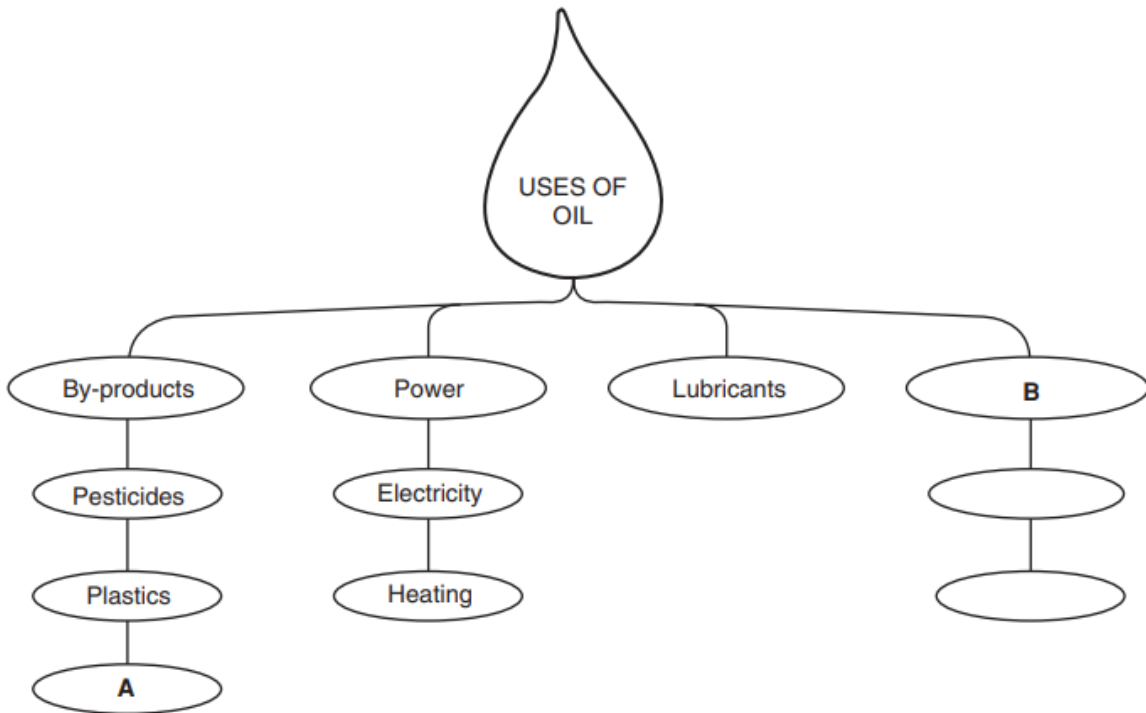 USES OF
OIL
By-products
Power
Lubricants
B
Pesticides
Electricity
Plastics
Heating
A